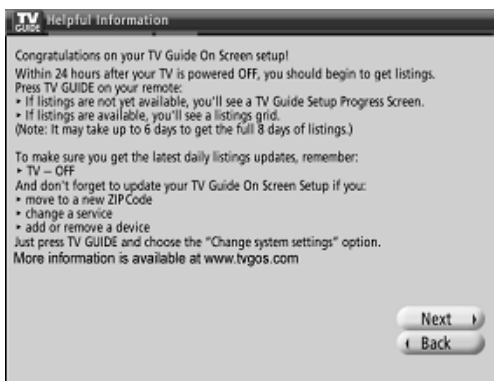 TV GUIDE Helpful Information
Congratulations on your TV Guide On Screen setup!
Within 24 hours after your TV is powered OFF, you should begin to get listings.
Press TV GUIDE on your remote:
▸ If listings are not yet available, you'll see a TV Guide Setup Progress Screen.
▸ If listings are available, you'll see a listings grid.
(Note: It may take up to 6 days to get the full 8 days of listings.)
To make sure you get the latest daily listings updates, remember:
▸ TV – OFF
And don't forget to update your TV Guide On Screen Setup if you:
▸ move to a new ZIP Code
▸ change a service
▸ add or remove a device
Just press TV GUIDE and choose the "Change system settings" option.
More information is available at www.tvgos.com
Next
Back